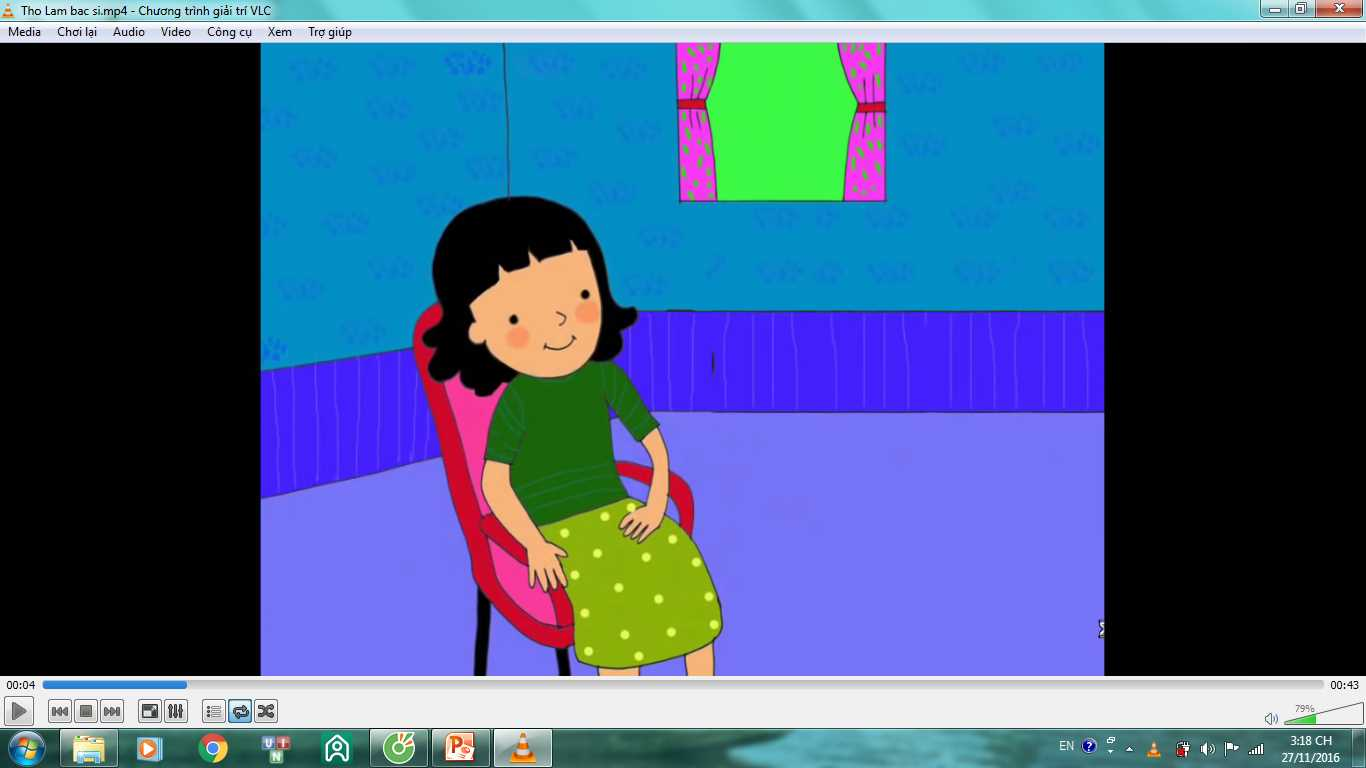 Tho Lam bac si.mp4 - Chương trình giải trí VLC
Media Chơi lại Audio Video Công cụ Xem Trợ giúp
00:04 00:43
79%
U I N
EN 3:18 CH
27/11/2016